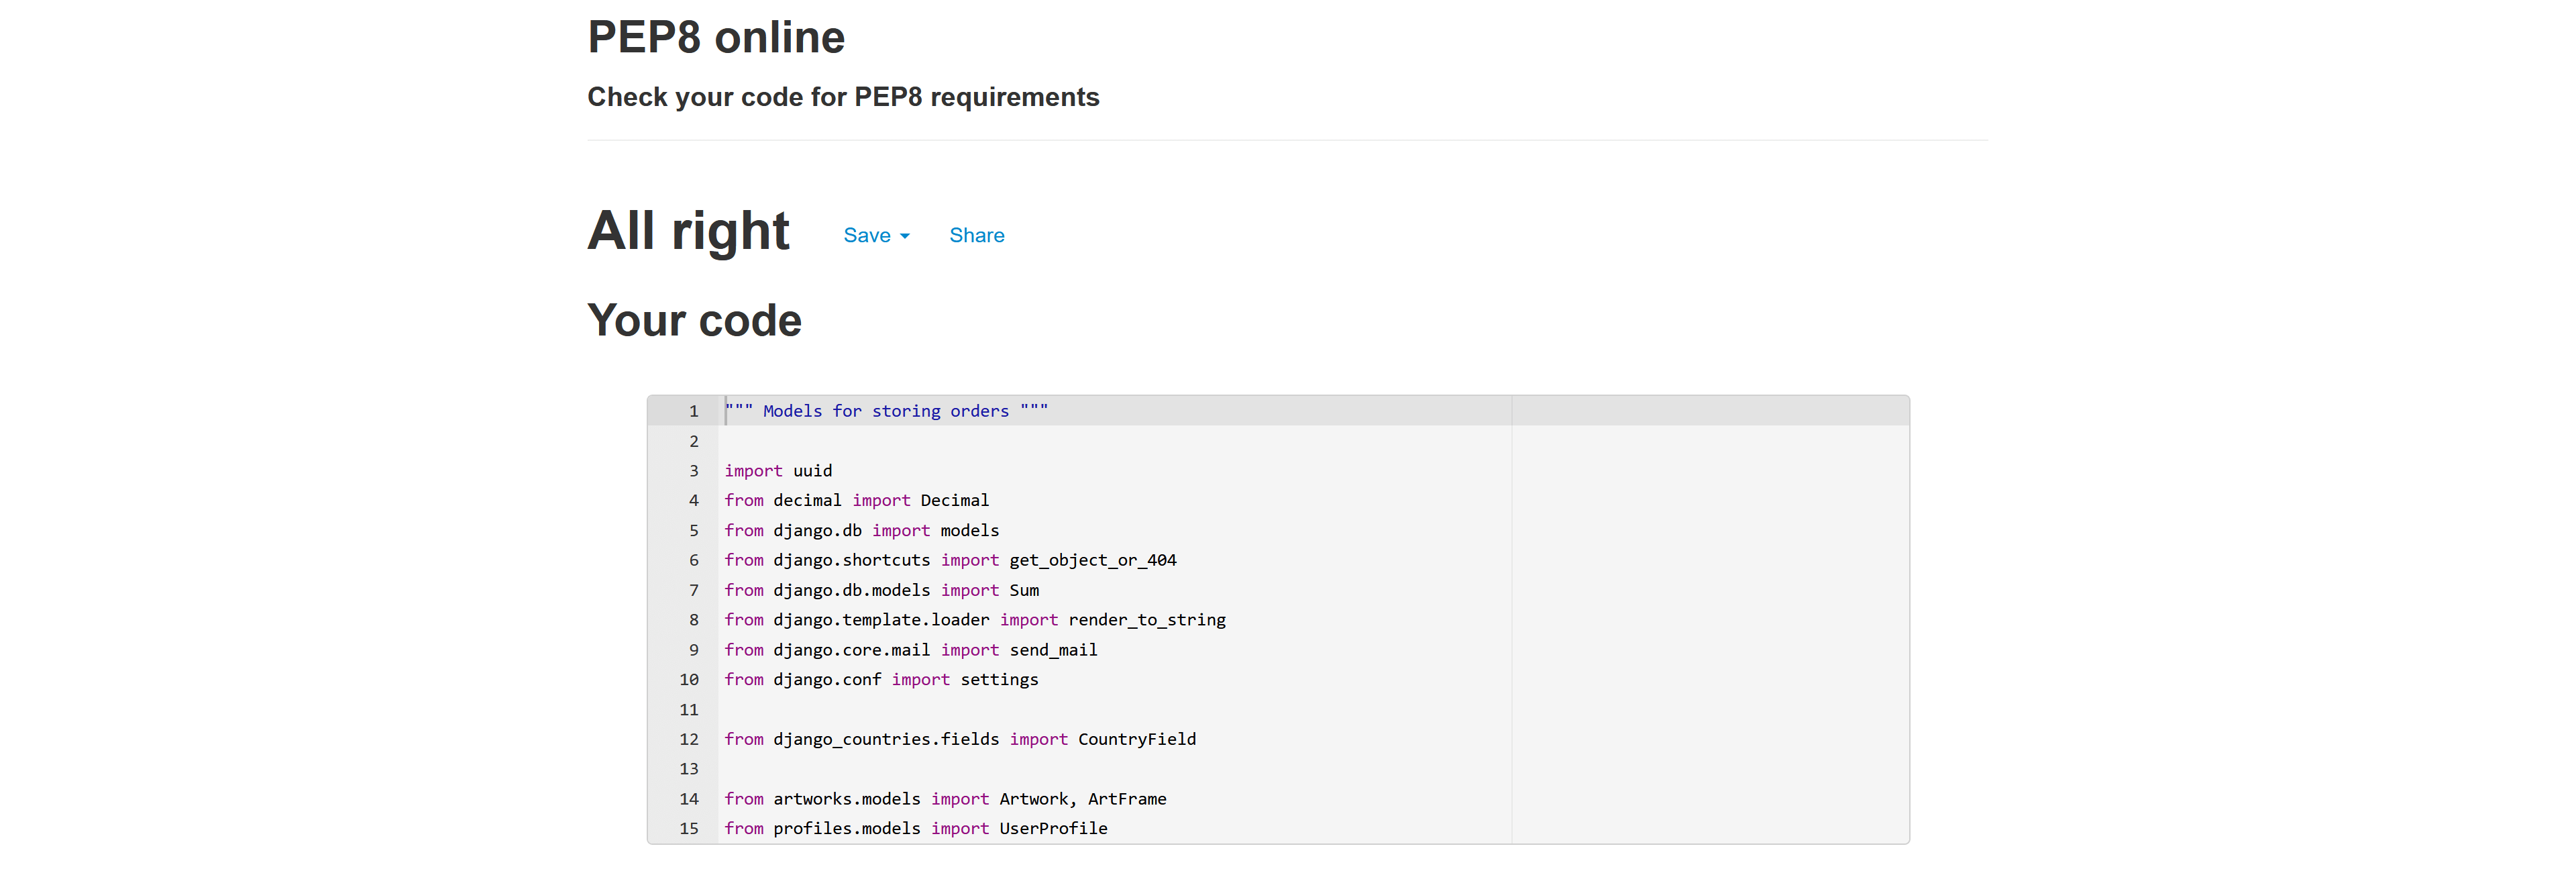 PEP8 online
Check your code for PEP8 requirements
All right Save Share
Your code
1 """ Models for storing orders """
2
3 import uuid
4 from decimal import Decimal
5 from django.db import models
6 from django.shortcuts import get_object_or_404
7 from django.db.models import Sum
8 from django.template.loader import render_to_string
9 from django.core.mail import send_mail
10 from django.conf import settings
11
12 from django_countries.fields import CountryField
13
14 from artworks.models import Artwork, ArtFrame
15 from profiles.models import UserProfile